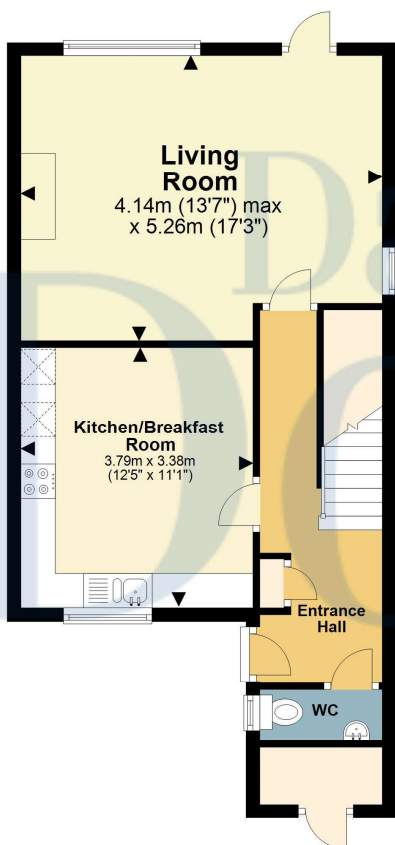 Living
Room
4.14m (13'7") max
x 5.26m (17'3")
Kitchen/Breakfast
Room
3.79m x 3.38m
(12'5" x 11'1")
Entrance
Hall
WC